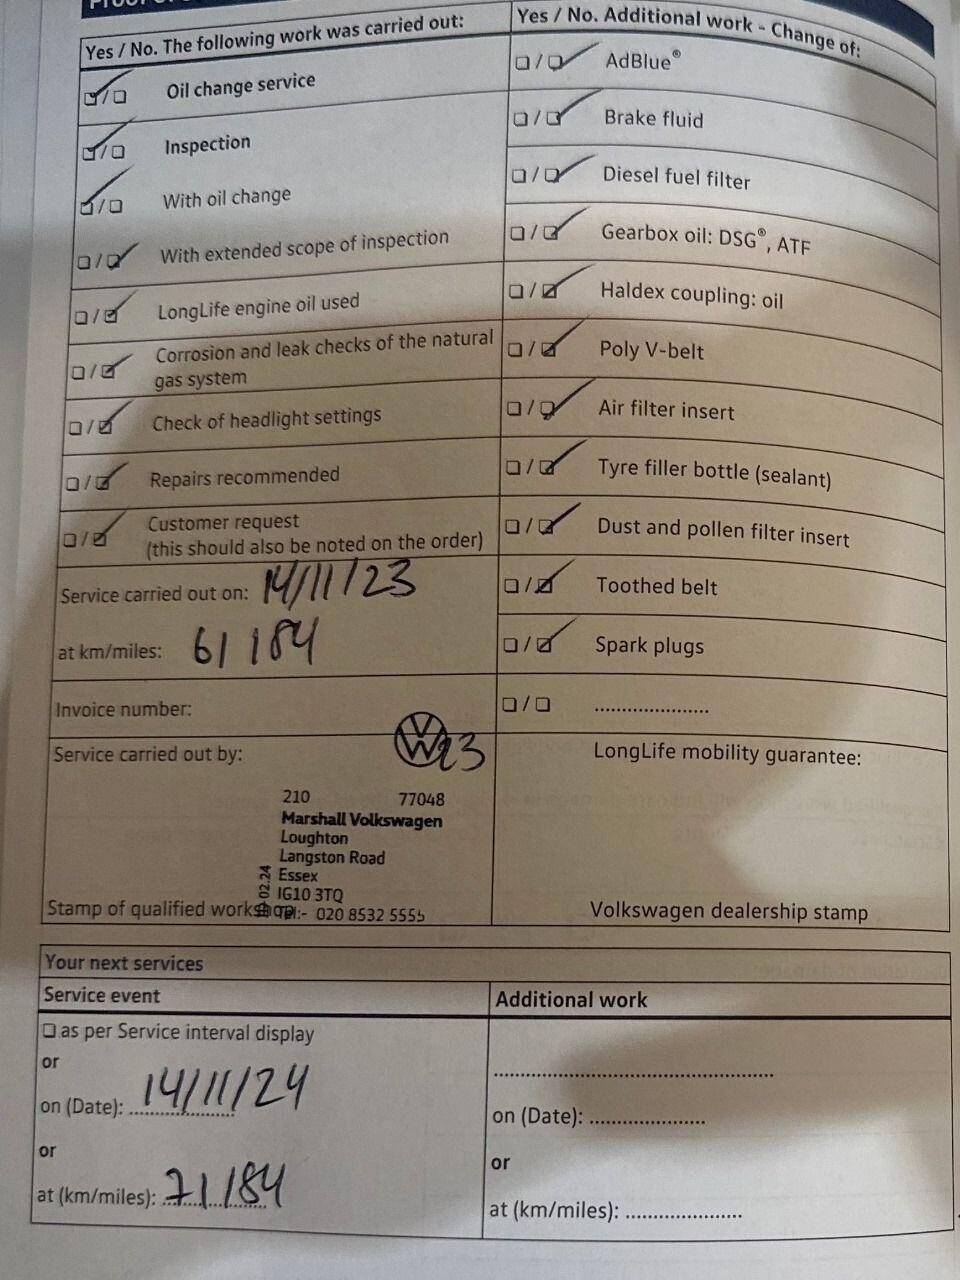 Yes / No. The following work was carried out:
Oil change service
Inspection
With oil change
With extended scope of inspection
LongLife engine oil used
Corrosion and leak checks of the natural
gas system
Check of headlight settings
Repairs recommended
Customer request
(this should also be noted on the order)
Service carried out on: 14/11/23
at km/miles: 61184
Invoice number:
Service carried out by:
VW 23
210 77048
Marshall Volkswagen
Loughton
Langston Road
Essex
02.24
IG10 3TQ
Stamp of qualified workshop
Tel:- 020 8532 5555
Yes / No. Additional work - Change of:
AdBlue®
Brake fluid
Diesel fuel filter
Gearbox oil: DSG®, ATF
Haldex coupling: oil
Poly V-belt
Air filter insert
Tyre filler bottle (sealant)
Dust and pollen filter insert
Toothed belt
Spark plugs
.....................
LongLife mobility guarantee:
Volkswagen dealership stamp
Your next services
Service event
as per Service interval display
or
on (Date): 14/11/24
or
at (km/miles): 71184
Additional work
on (Date): ......................
or
at (km/miles): ......................